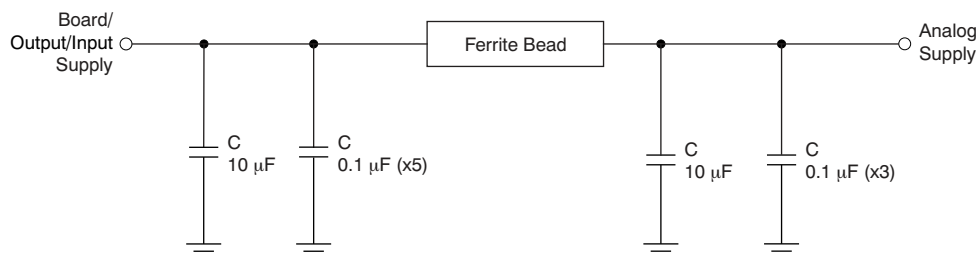 Board/
Output/Input
Supply
Ferrite Bead
Analog
Supply
C
10 μF
C
0.1 μF (x5)
C
10 μF
C
0.1 μF (x3)